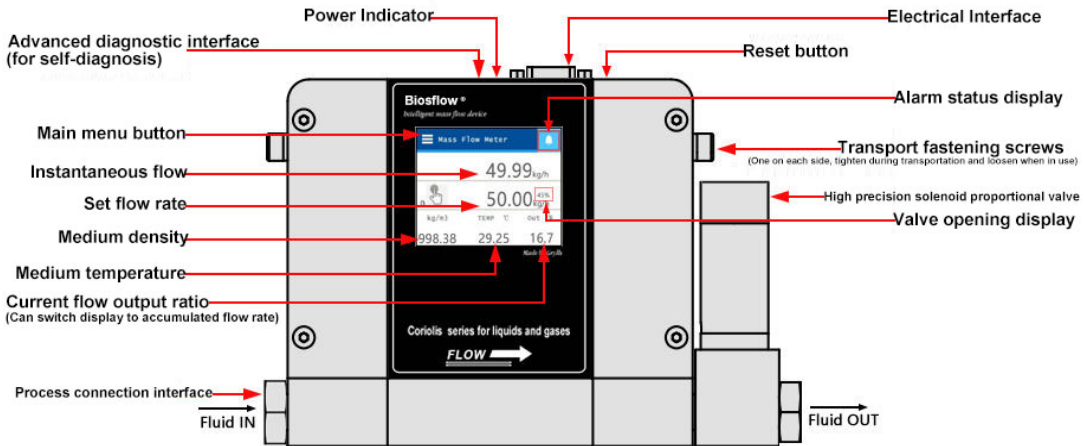 Power Indicator
Electrical Interface
Advanced diagnostic interface
(for self-diagnosis)
Reset button
Biosflow ®
Intelligent mass flow device
Alarm status display
Main menu button
Mass Flow Meter
Transport fastening screws
(One on each side, tighten during transportation and loosen when in use)
Instantaneous flow
49.99 kg/h
High precision solenoid proportional valve
Set flow rate
0
50.00
45%
Valve opening display
kg/m3
TEMP ℃
Out
Medium density
998.38
29.25
16.7
Medium temperature
Current flow output ratio
(Can switch display to accumulated flow rate)
Coriolis series for liquids and gases
FLOW
Process connection interface
Fluid IN
Fluid OUT